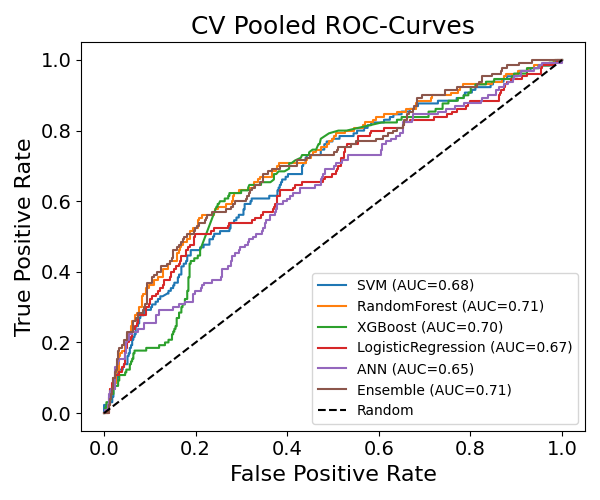 CV Pooled ROC-Curves
True Positive Rate
1.0
0.8
0.6
0.4
0.2
0.0
SVM (AUC=0.68)
RandomForest (AUC=0.71)
XGBoost (AUC=0.70)
LogisticRegression (AUC=0.67)
ANN (AUC=0.65)
Ensemble (AUC=0.71)
Random
0.0 0.2 0.4 0.6 0.8 1.0
False Positive Rate